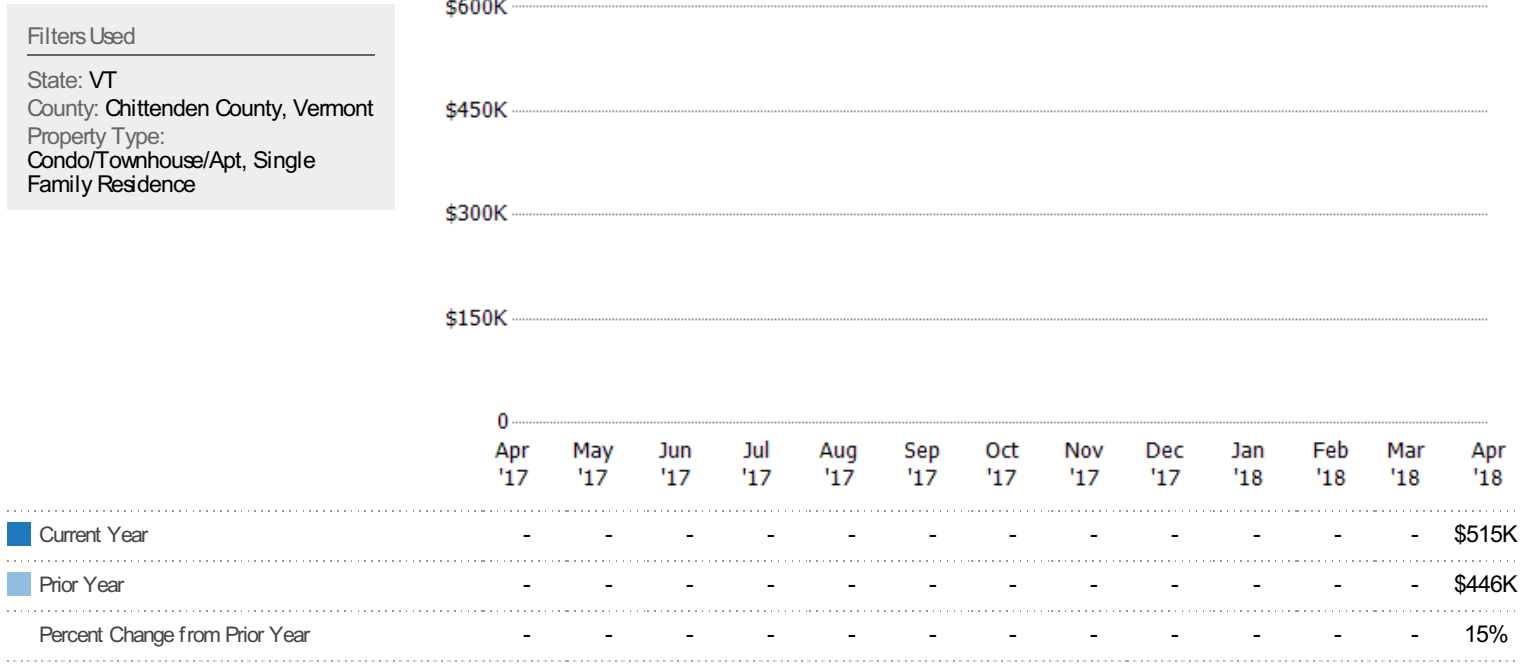 Filters Used
State: VT
County: Chittenden County, Vermont
Property Type:
Condo/Townhouse/Apt, Single
Family Residence
$600K
$450K
$300K
$150K
0
Apr May Jun Jul Aug Sep Oct Nov Dec Jan Feb Mar Apr
'17 '17 '17 '17 '17 '17 '17 '17 '17 '18 '18 '18 '18
Current Year - - - - - - - - - - - - $515K
Prior Year - - - - - - - - - - - - $446K
Percent Change from Prior Year - - - - - - - - - - - - 15%